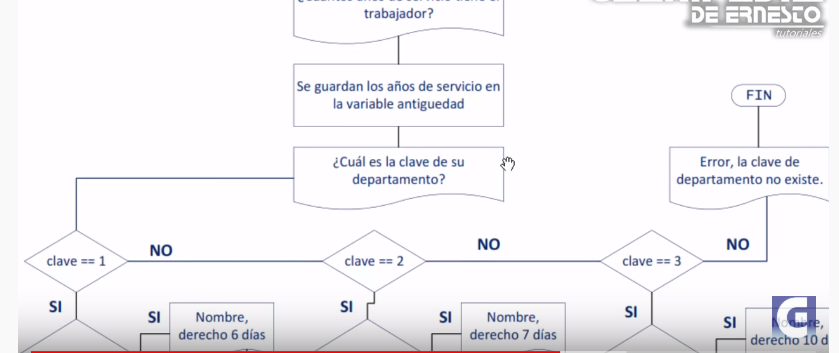 trabajador?
DE ERNESTO
tutoriales
Se guardan los años de servicio en
la variable antiguedad
FIN
¿Cuál es la clave de su
departamento?
Error, la clave de
departamento no existe.
clave == 1
NO
clave == 2
NO
clave == 3
NO
SI
SI
Nombre,
derecho 6 días
SI
SI
Nombre,
derecho 7 días
SI
SI
derecho 10 d
G